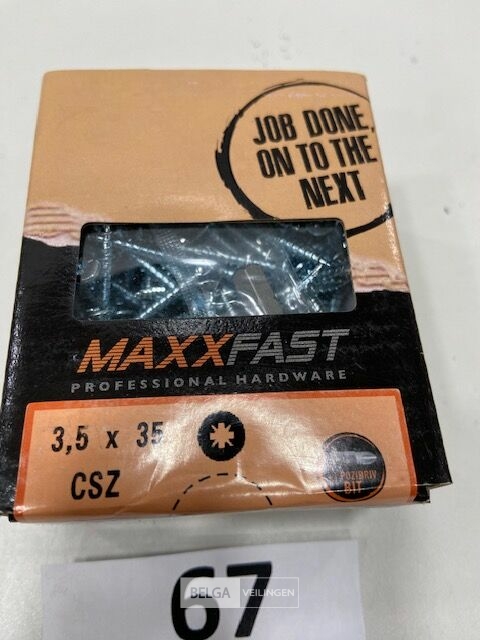 JOB DONE,
ON TO THE
NEXT
MAXXFAST
PROFESSIONAL HARDWARE
3,5 x 35
CSZ
POZIDRIV
BIT
67
BELGA VEILINGEN